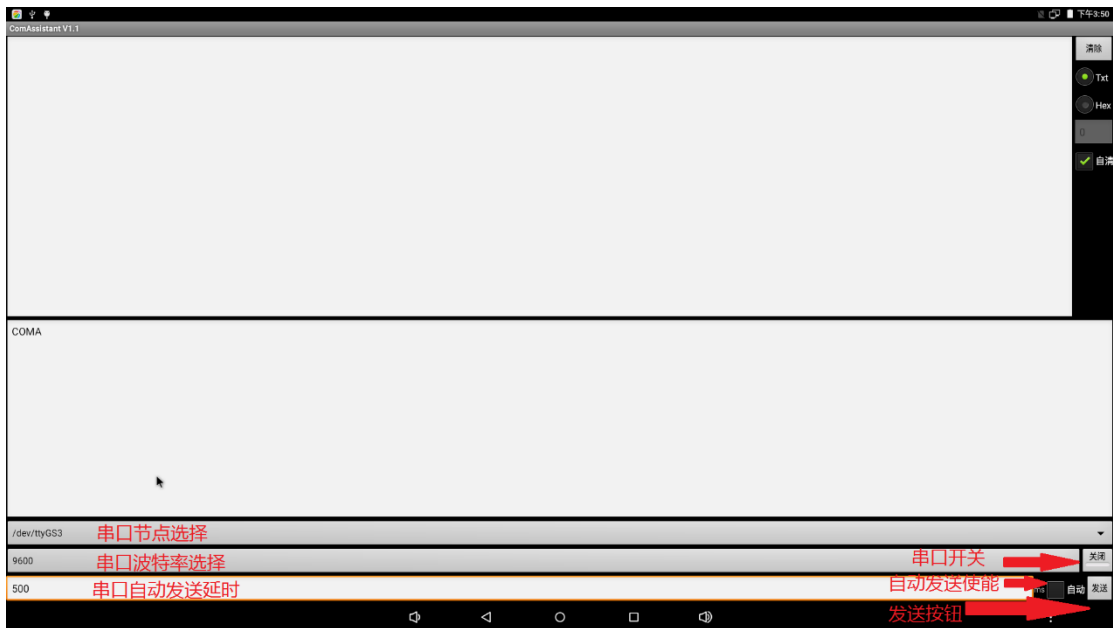 下午3:50
ComAssistant V1.1
清除
Txt
Hex
0
自清
COMA
/dev/ttyGS3 串口节点选择
9600 串口波特率选择 串口开关 关闭
500 串口自动发送延时 自动发送使能 ms 自动 发送
发送按钮